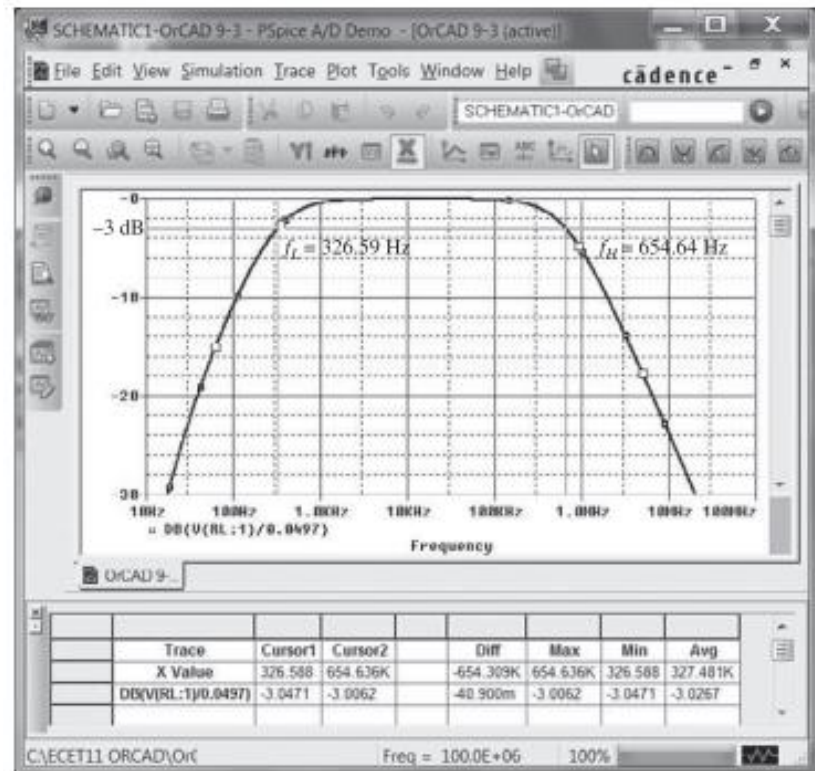 SCHEMATIC1-OrCAD 9-3 - PSpice A/D Demo - [OrCAD 9-3 (active)]
File Edit View Simulation Trace Plot Tools Window Help cādence
SCHEMATIC1-OrCAD
-0
-3 dB
fL = 326.59 Hz
fH = 654.64 Hz
-10
-20
-30
10Hz 100Hz 1.0KHz 10KHz 100KHz 1.0MHz 10MHz 100MHz
DB(V(RL:1)/0.0497)
Frequency
OrCAD 9-...
Trace Cursor1 Cursor2 Diff Max Min Avg
X Value 326.588 654.636K -654.309K 654.636K 326.588 327.481K
DB(V(RL:1)/0.0497) -3.0471 -3.0062 -40.900m -3.0062 -3.0471 -3.0267
C:\ECET11 ORCAD\OrC Freq = 100.0E+06 100%